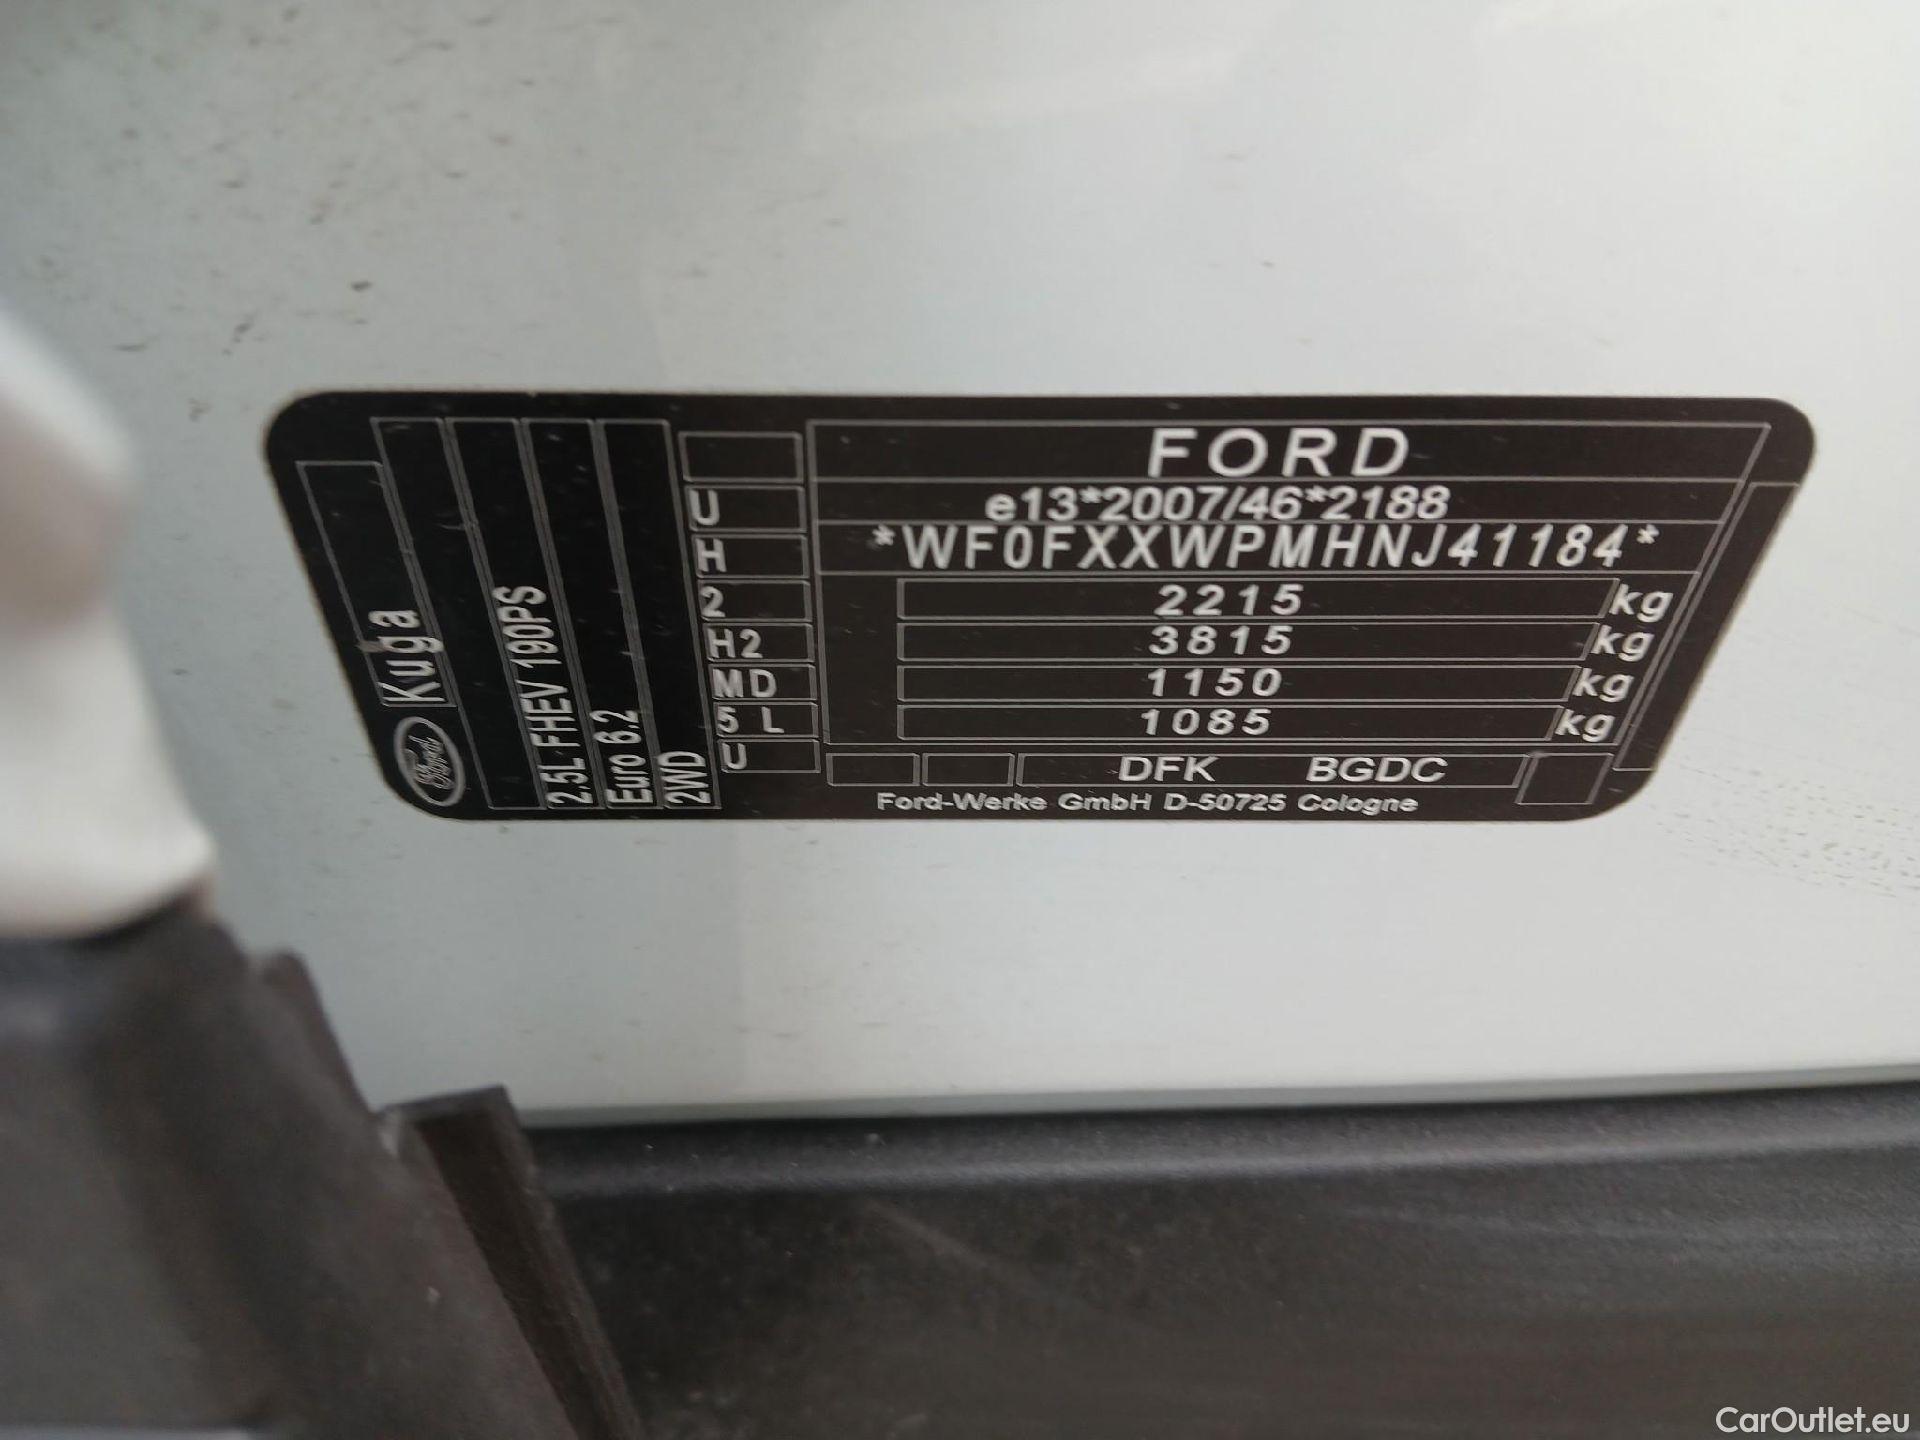 FORD
e13*2007/46*2188
*WF0FXXWPMHNJ41184*
2215 kg
3815 kg
1150 kg
1085 kg
DFK BGDC
Ford-Werke GmbH D-50725 Cologne
U
H
2
H2
MD
5 L
U
Ford Kuga
2.5L FHEV 190PS
Euro 6.2
2WD
CarOutlet.eu